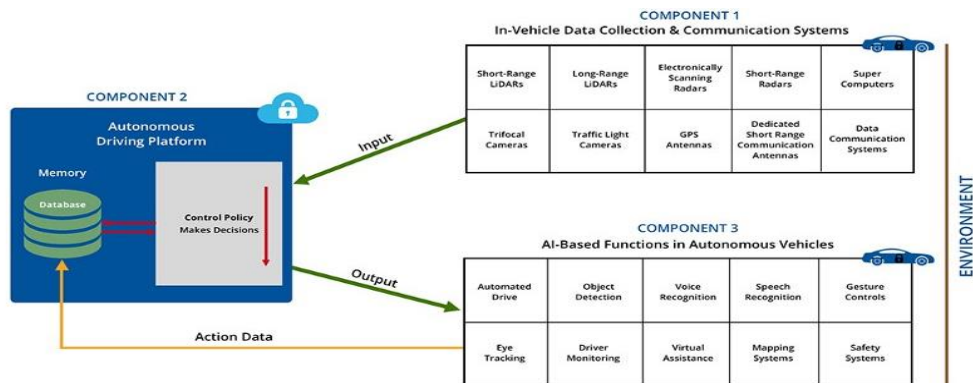 COMPONENT 1
In-Vehicle Data Collection & Communication Systems
Short-Range
LiDARs
Long-Range
LiDARs
Electronically
Scanning
Radars
Short-Range
Radars
Super
Computers
Trifocal
Cameras
Traffic Light
Cameras
GPS
Antennas
Dedicated
Short Range
Communication
Antennas
Data
Communication
Systems
COMPONENT 2
Autonomous
Driving Platform
Memory
Database
Control Policy
Makes Decisions
Input
Output
Action Data
COMPONENT 3
AI-Based Functions in Autonomous Vehicles
Automated
Drive
Object
Detection
Voice
Recognition
Speech
Recognition
Gesture
Controls
Eye
Tracking
Driver
Monitoring
Virtual
Assistance
Mapping
Systems
Safety
Systems
ENVIRONMENT